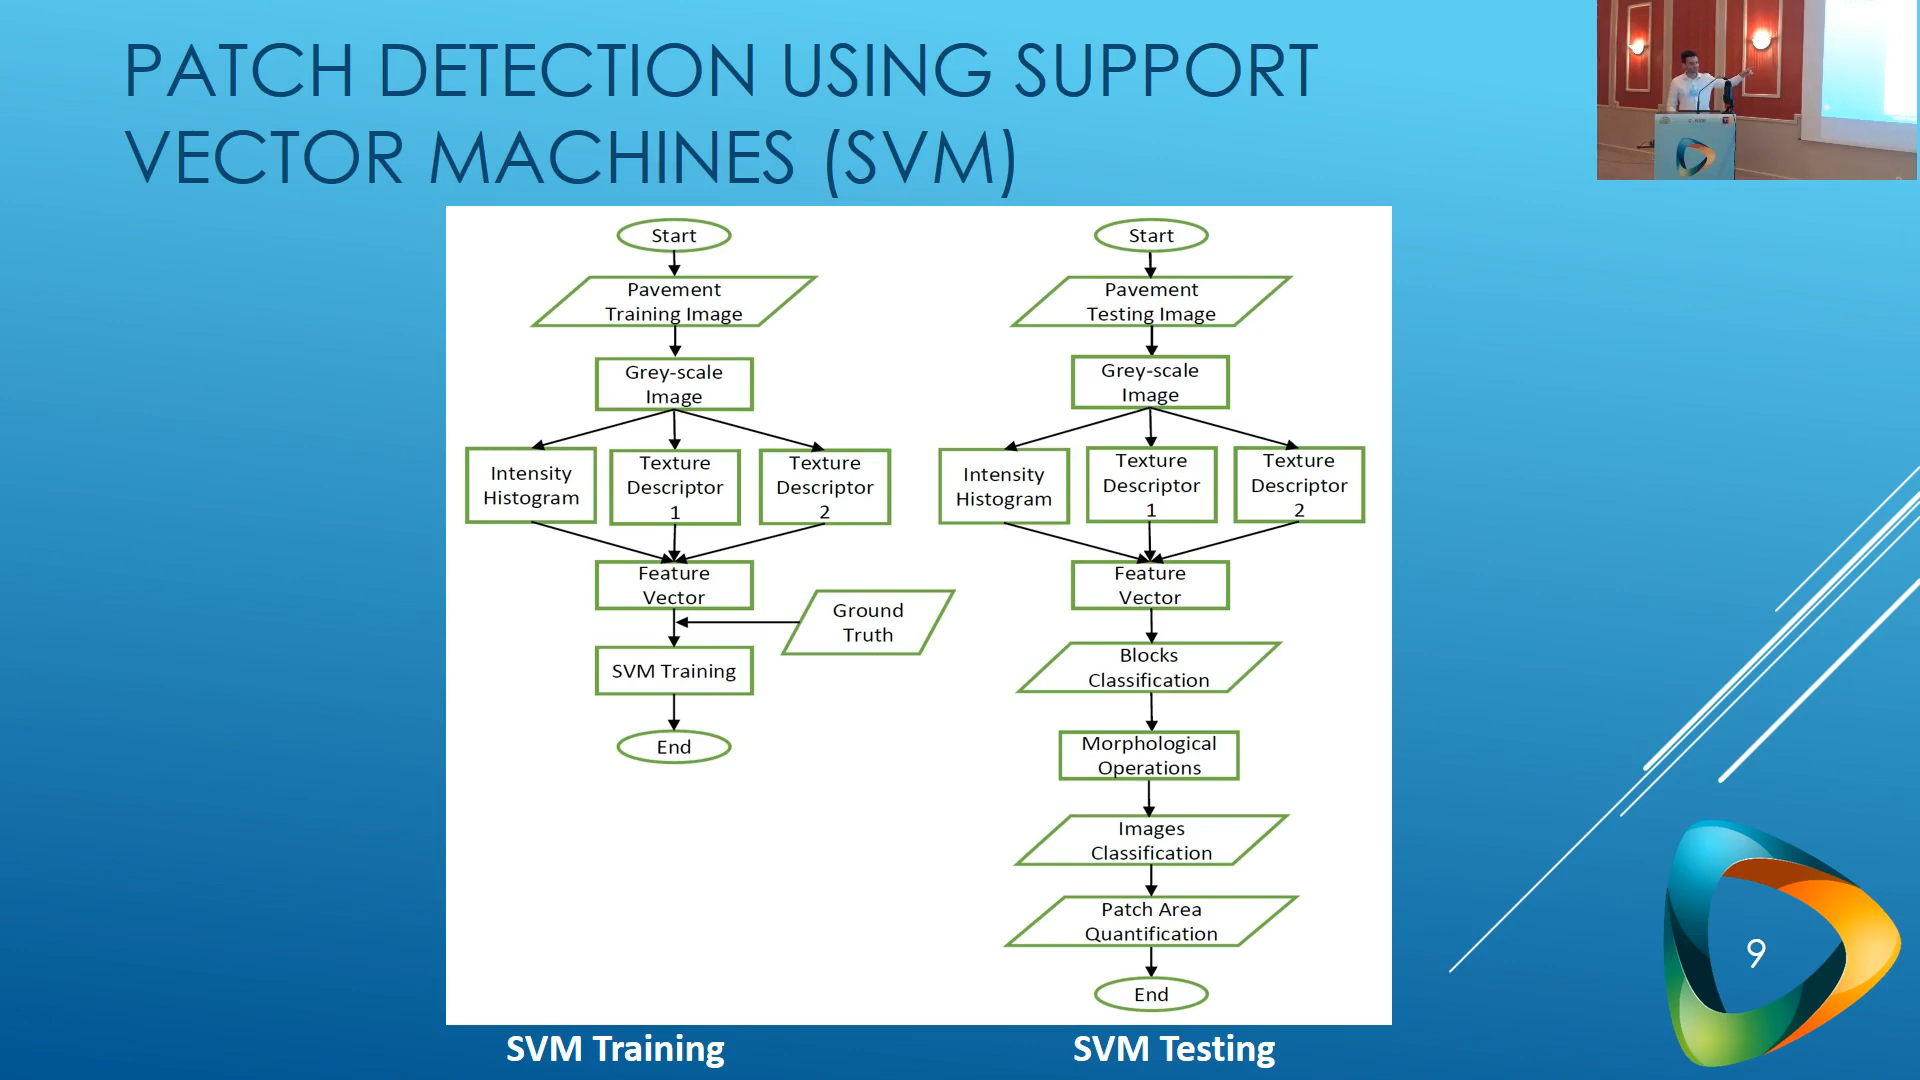 PATCH DETECTION USING SUPPORT
VECTOR MACHINES (SVM)
Start
Pavement
Training Image
Grey-scale
Image
Intensity
Histogram
Texture
Descriptor
1
Texture
Descriptor
2
Feature
Vector
Ground
Truth
SVM Training
End
SVM Training
Start
Pavement
Testing Image
Grey-scale
Image
Intensity
Histogram
Texture
Descriptor
1
Texture
Descriptor
2
Feature
Vector
Blocks
Classification
Morphological
Operations
Images
Classification
Patch Area
Quantification
End
SVM Testing
9